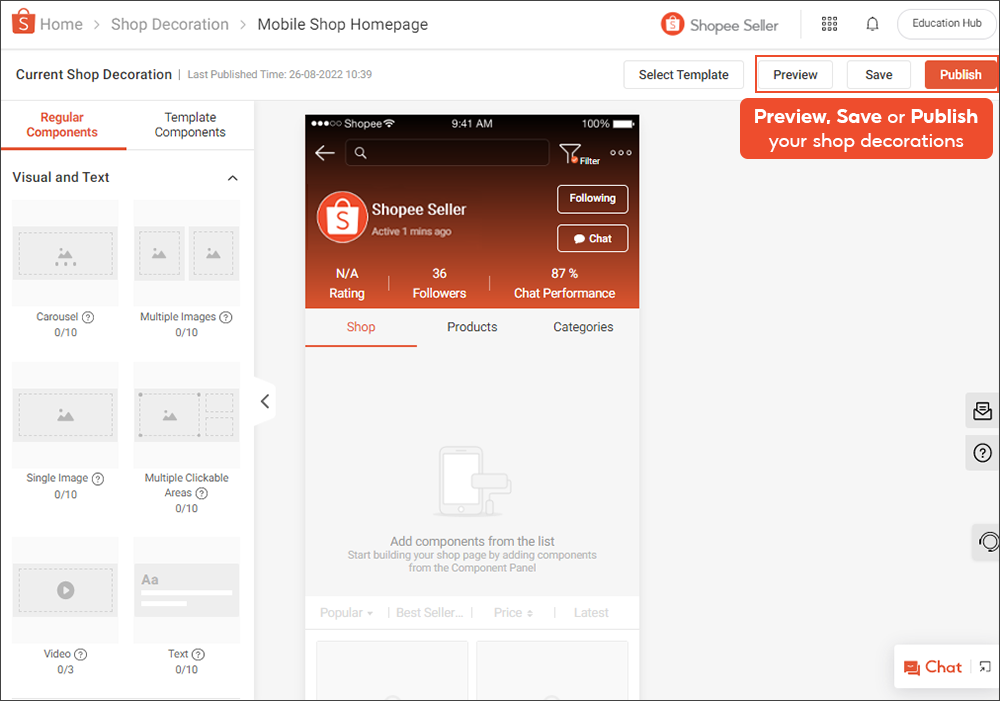 Home > Shop Decoration > Mobile Shop Homepage
Shopee Seller
Education Hub
Current Shop Decoration | Last Published Time: 26-08-2022 10:39
Select Template
Preview
Save
Publish
Preview, Save or Publish
your shop decorations
Regular
Components
Template
Components
Visual and Text
Carousel ?
0/10
Multiple Images ?
0/10
Single Image ?
0/10
Multiple Clickable
Areas ?
0/10
Aa
Video ?
0/3
Text ?
0/10
Shopee
9:41 AM
100%
Filter
Shopee Seller
Active 1 mins ago
Following
Chat
N/A
Rating
36
Followers
87 %
Chat Performance
Shop
Products
Categories
Add components from the list
Start building your shop page by adding components
from the Component Panel
Popular
Best Seller...
Price
Latest
Chat